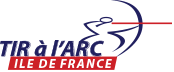 TIR à l'ARC
ILE DE FRANCE